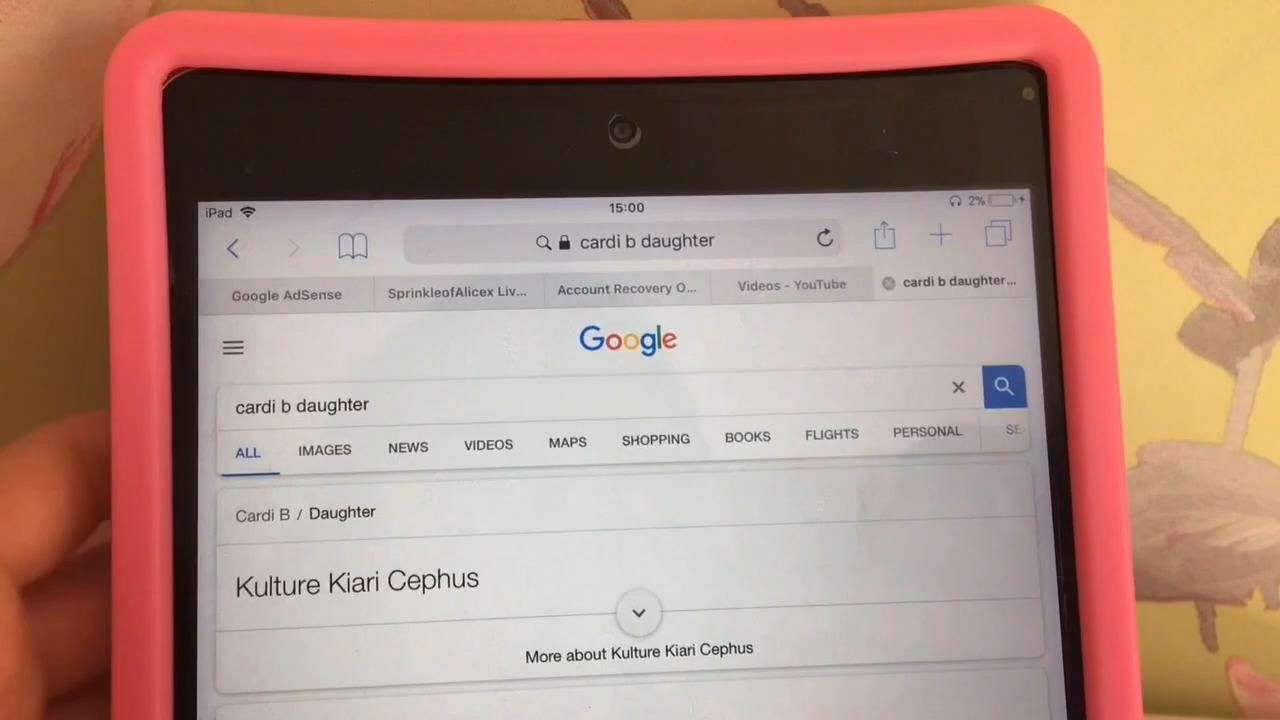 iPad 15:00 2%
cardi b daughter
Google AdSense SprinkleofAlicex Liv... Account Recovery O... Videos - YouTube cardi b daughter...
Google
cardi b daughter
ALL IMAGES NEWS VIDEOS MAPS SHOPPING BOOKS FLIGHTS PERSONAL SE
Cardi B / Daughter
Kulture Kiari Cephus
More about Kulture Kiari Cephus